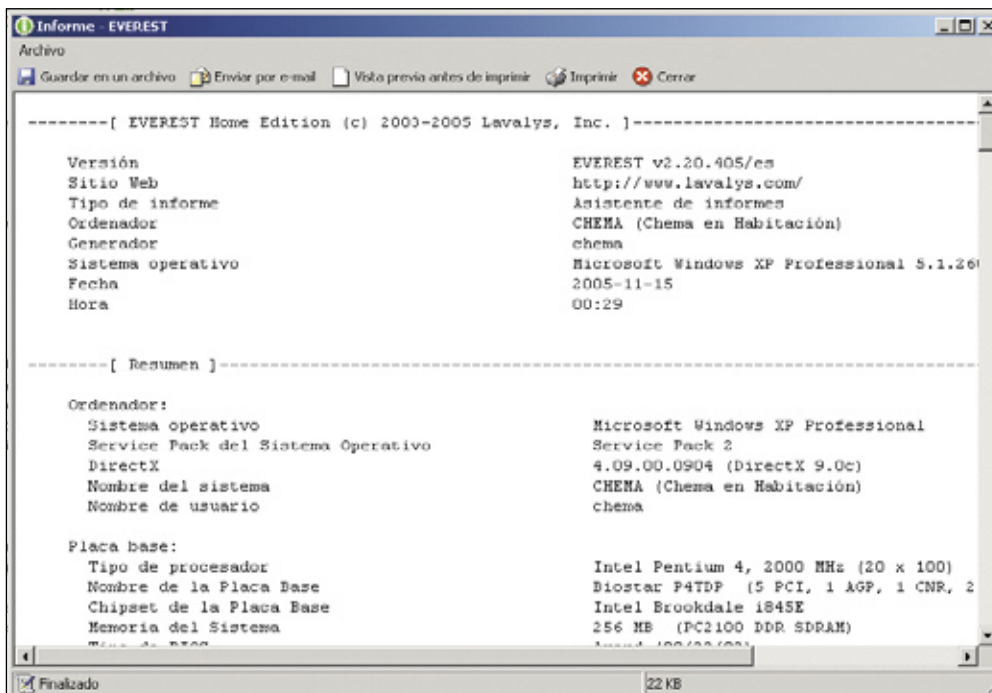 Informe - EVEREST
Archivo
Guardar en un archivo Enviar por e-mail Vista previa antes de imprimir Imprimir Cerrar
--------[ EVEREST Home Edition (c) 2003-2005 Lavalys, Inc. ]-----------------------------------
Versión EVEREST v2.20.405/es
Sitio Web http://www.lavalys.com/
Tipo de informe Asistente de informes
Ordenador CHEMA (Chema en Habitación)
Generador chema
Sistema operativo Microsoft Windows XP Professional 5.1.260
Fecha 2005-11-15
Hora 00:29
--------[ Resumen ]---------------------------------------------------------------------------
Ordenador:
Sistema operativo Microsoft Windows XP Professional
Service Pack del Sistema Operativo Service Pack 2
DirectX 4.09.00.0904 (DirectX 9.0c)
Nombre del sistema CHEMA (Chema en Habitación)
Nombre de usuario chema
Placa base:
Tipo de procesador Intel Pentium 4, 2000 MHz (20 x 100)
Nombre de la Placa Base Biostar P4TDP (5 PCI, 1 AGP, 1 CNR, 2
Chipset de la Placa Base Intel Brookdale i845E
Memoria del Sistema 256 MB (PC2100 DDR SDRAM)
Tipo de BIOS
Finalizado 22 KB